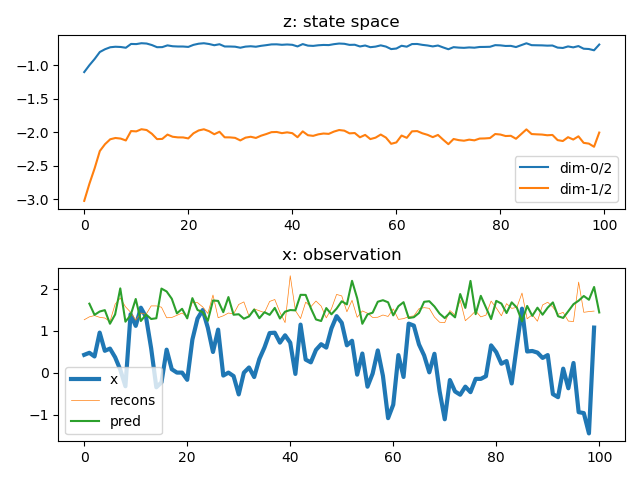 z: state space
−1.0
−1.5
−2.0
−2.5
−3.0
dim-0/2
dim-1/2
0 20 40 60 80 100
x: observation
2
1
0
−1
x
recons
pred
0 20 40 60 80 100